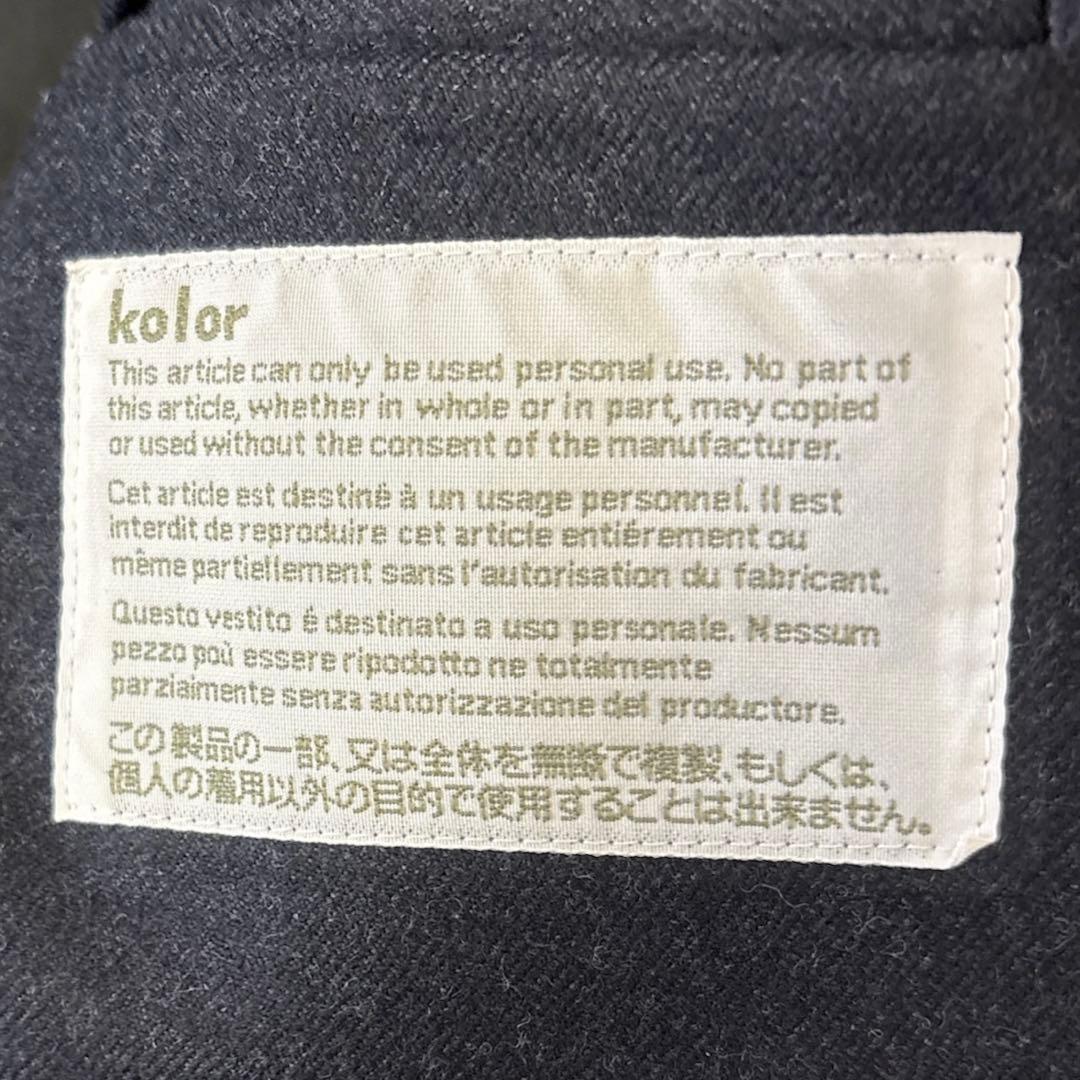 kolor
This article can only be used personal use. No part of
this article, whether in whole or in part, may copied
or used without the consent of the manufacturer.
Cet article est destiné à un usage personnel. Il est
interdit de reproduire cet article entiérement ou
même partiellement sans l'autorisation du fabricant.
Questo vestito é destinato a uso personale. Nessum
pezzo poù essere ripodotto ne totalmente
parzialmente senza autorizzazione del productore.
この製品の一部、又は全体を無断で複製、もしくは、
個人の着用以外の目的で使用することは出来ません。